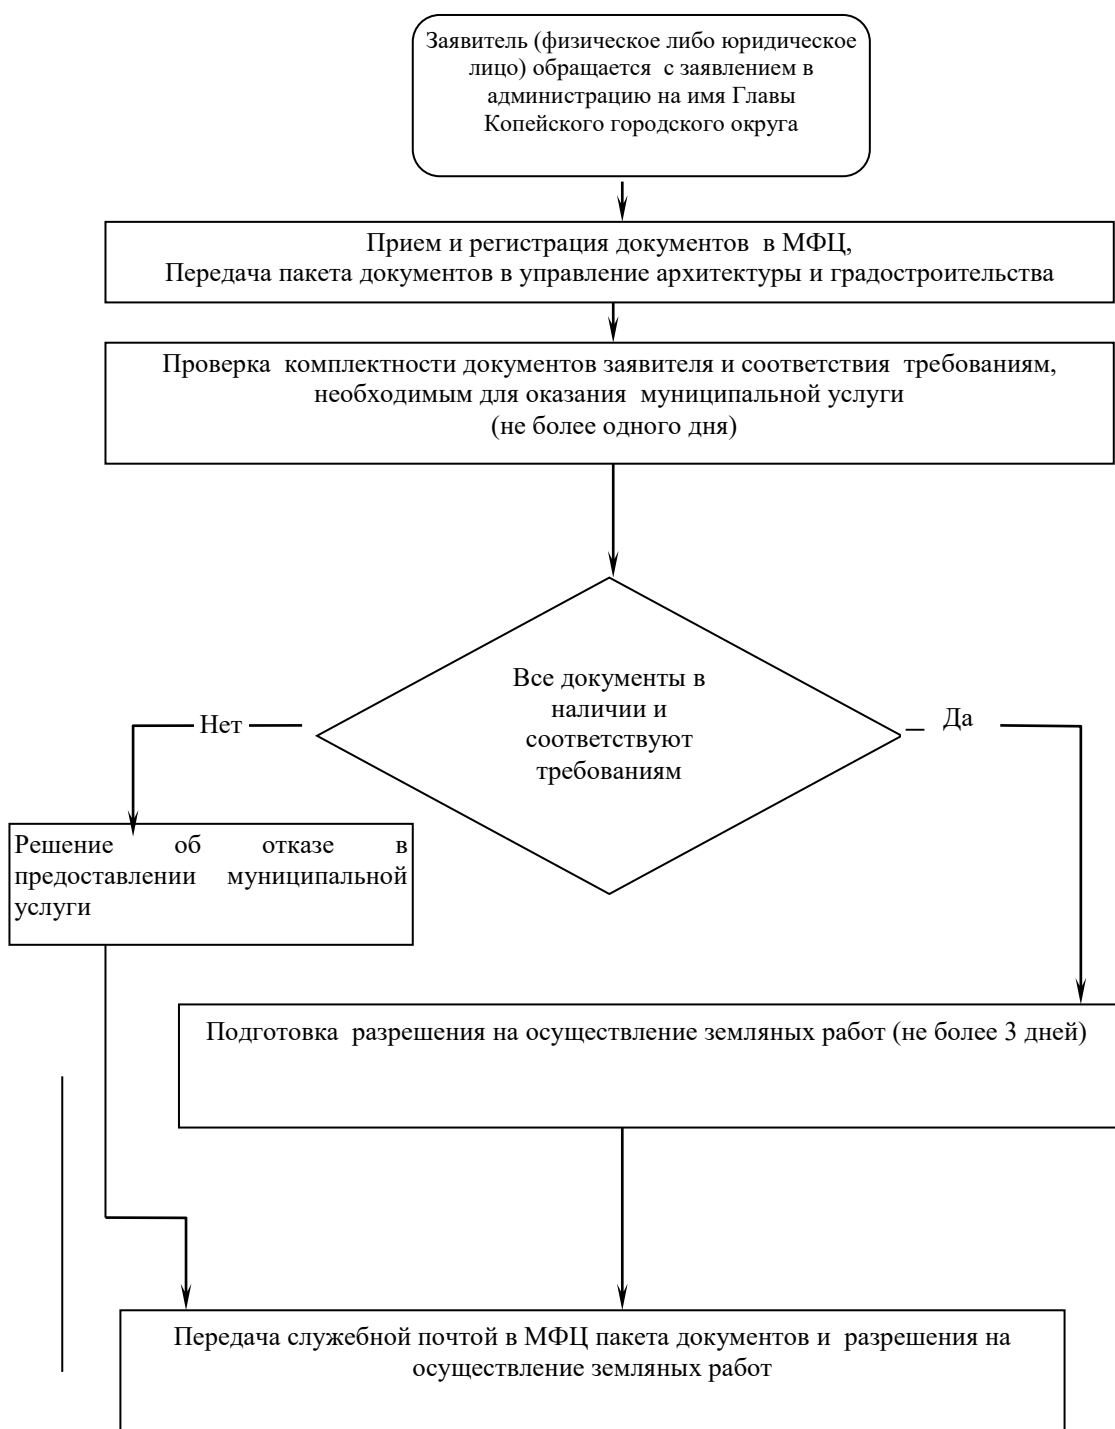 Заявитель (физическое либо юридическое
лицо) обращается с заявлением в
администрацию на имя Главы
Копейского городского округа
Прием и регистрация документов в МФЦ,
Передача пакета документов в управление архитектуры и градостроительства
Проверка комплектности документов заявителя и соответствия требованиям,
необходимым для оказания муниципальной услуги
(не более одного дня)
Все документы в
наличии и
соответствуют
требованиям
Нет
Да
Решение об отказе в
предоставлении муниципальной
услуги
Подготовка разрешения на осуществление земляных работ (не более 3 дней)
Передача служебной почтой в МФЦ пакета документов и разрешения на
осуществление земляных работ